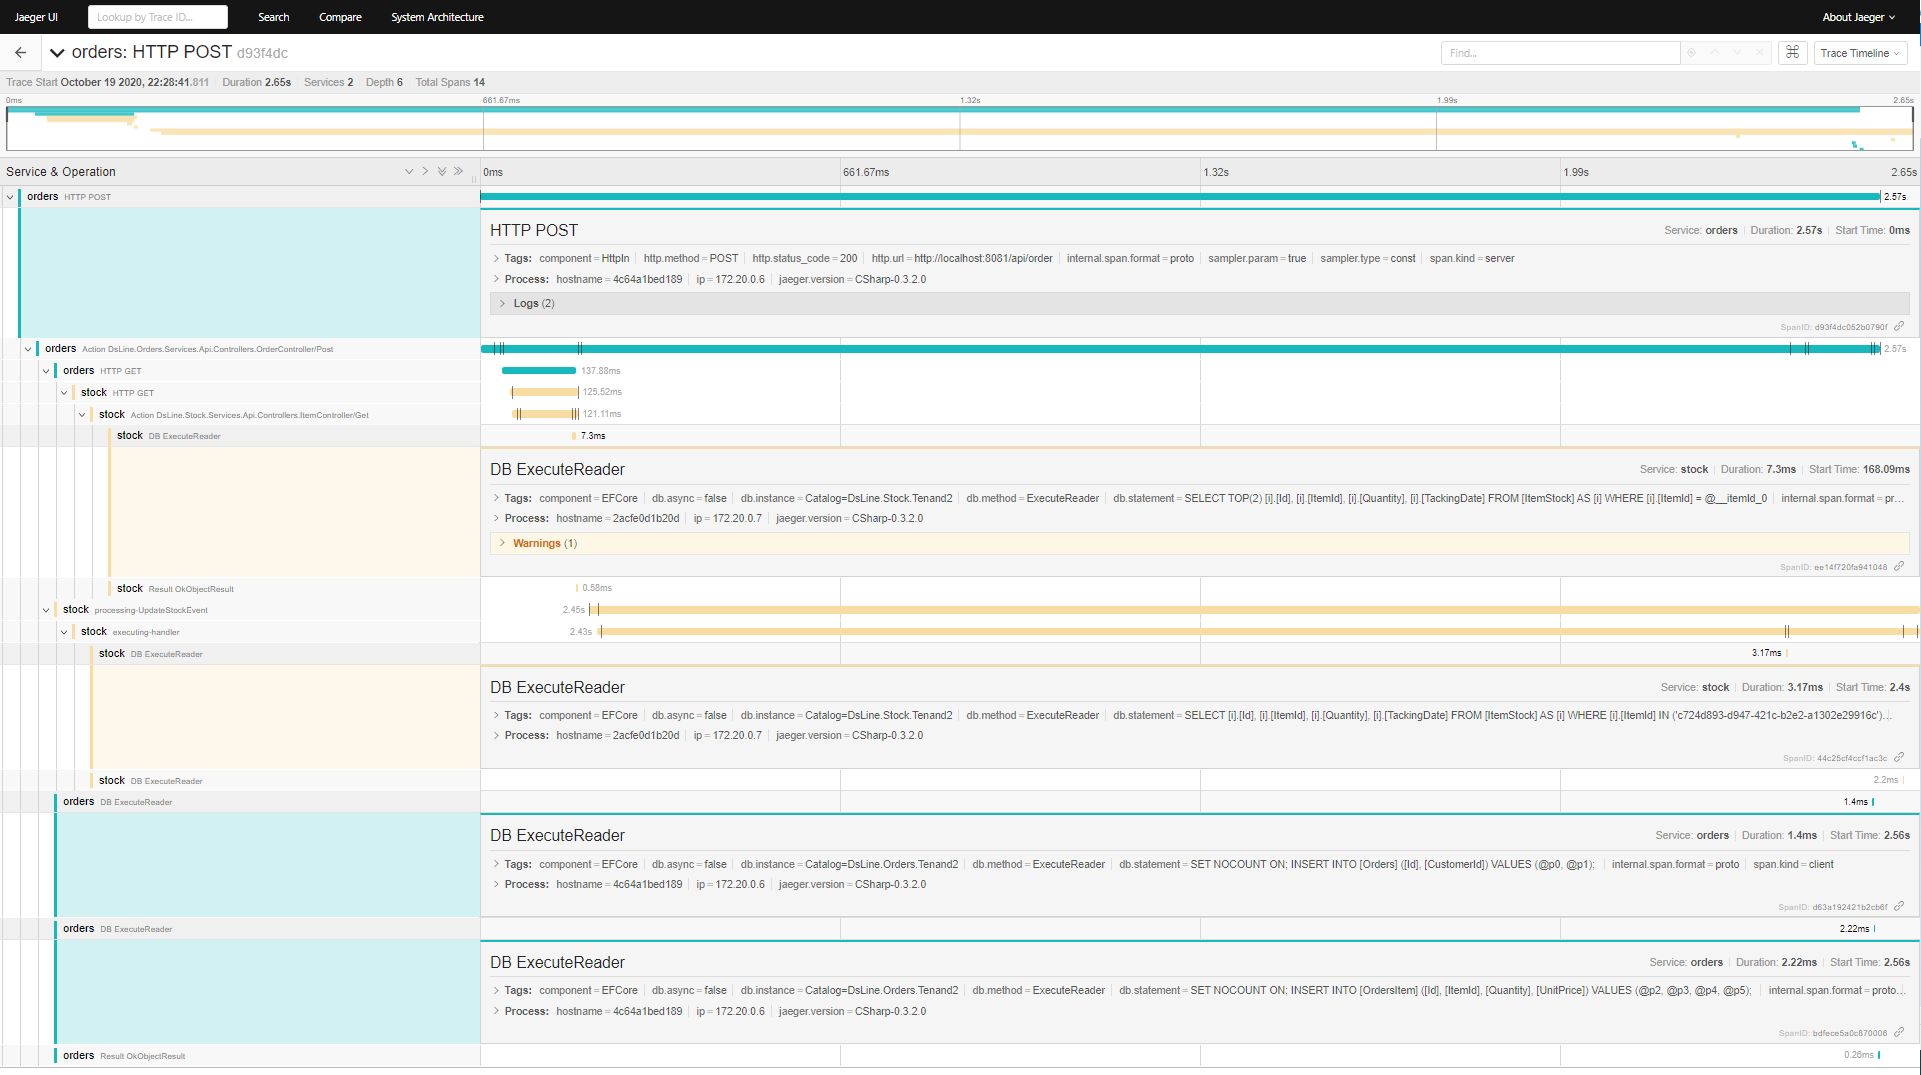 Jaeger UI Lookup by Trace ID... Search Compare System Architecture About Jaeger
orders: HTTP POST d93f4dc Find... ⌘ Trace Timeline
Trace Start October 19 2020, 22:28:41.811 Duration 2.65s Services 2 Depth 6 Total Spans 14
0ms 661.67ms 1.32s 1.99s 2.65s
Service & Operation 0ms 661.67ms 1.32s 1.99s 2.65s
orders HTTP POST 2.57s
HTTP POST Service: orders Duration: 2.57s Start Time: 0ms
Tags: component = HttpIn http.method = POST http.status_code = 200 http.url = http://localhost:8081/api/order internal.span.format = proto sampler.param = true sampler.type = const span.kind = server
Process: hostname = 4c64a1bed189 ip = 172.20.0.6 jaeger.version = CSharp-0.3.2.0
Logs (2)
SpanID: d93f4dc052b0790f
orders Action DsLine.Orders.Services.Api.Controllers.OrderController/Post 2.57s
orders HTTP GET 137.88ms
stock HTTP GET 125.52ms
stock Action DsLine.Stock.Services.Api.Controllers.ItemController/Get 121.11ms
stock DB ExecuteReader 7.3ms
DB ExecuteReader Service: stock Duration: 7.3ms Start Time: 168.09ms
Tags: component = EFCore db.async = false db.instance = Catalog=DsLine.Stock.Tenand2 db.method = ExecuteReader db.statement = SELECT TOP(2) [i].[Id], [i].[ItemId], [i].[Quantity], [i].[TackingDate] FROM [ItemStock] AS [i] WHERE [i].[ItemId] = @__itemId_0 internal.span.format = pr...
Process: hostname = 2acfe0d1b20d ip = 172.20.0.7 jaeger.version = CSharp-0.3.2.0
Warnings (1)
SpanID: ee14f720fa941048
stock Result OkObjectResult 0.58ms
stock processing-UpdateStockEvent 2.45s
stock executing-handler 2.43s
stock DB ExecuteReader 3.17ms
DB ExecuteReader Service: stock Duration: 3.17ms Start Time: 2.4s
Tags: component = EFCore db.async = false db.instance = Catalog=DsLine.Stock.Tenand2 db.method = ExecuteReader db.statement = SELECT [i].[Id], [i].[ItemId], [i].[Quantity], [i].[TackingDate] FROM [ItemStock] AS [i] WHERE [i].[ItemId] IN ('c724d893-d947-421c-b2e2-a1302e29916c')...
Process: hostname = 2acfe0d1b20d ip = 172.20.0.7 jaeger.version = CSharp-0.3.2.0
SpanID: 44c25cf4ccf1ac3c
stock DB ExecuteReader 2.2ms
orders DB ExecuteReader 1.4ms
DB ExecuteReader Service: orders Duration: 1.4ms Start Time: 2.56s
Tags: component = EFCore db.async = false db.instance = Catalog=DsLine.Orders.Tenand2 db.method = ExecuteReader db.statement = SET NOCOUNT ON; INSERT INTO [Orders] ([Id], [CustomerId]) VALUES (@p0, @p1); internal.span.format = proto span.kind = client
Process: hostname = 4c64a1bed189 ip = 172.20.0.6 jaeger.version = CSharp-0.3.2.0
SpanID: d63a192421b2cb6f
orders DB ExecuteReader 2.22ms
DB ExecuteReader Service: orders Duration: 2.22ms Start Time: 2.56s
Tags: component = EFCore db.async = false db.instance = Catalog=DsLine.Orders.Tenand2 db.method = ExecuteReader db.statement = SET NOCOUNT ON; INSERT INTO [OrdersItem] ([Id], [ItemId], [Quantity], [UnitPrice]) VALUES (@p2, @p3, @p4, @p5); internal.span.format = proto...
Process: hostname = 4c64a1bed189 ip = 172.20.0.6 jaeger.version = CSharp-0.3.2.0
SpanID: bdfece5a0c870006
orders Result OkObjectResult 0.26ms